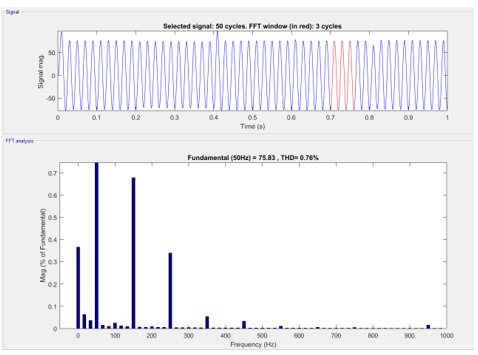 Signal
Selected signal: 50 cycles. FFT window (in red): 3 cycles
Signal mag.
50
0
-50
0 0.1 0.2 0.3 0.4 0.5 0.6 0.7 0.8 0.9 1
Time (s)
FFT analysis
Fundamental (50Hz) = 75.83 , THD= 0.76%
Mag (% of Fundamental)
0.7
0.6
0.5
0.4
0.3
0.2
0.1
0
0 100 200 300 400 500 600 700 800 900 1000
Frequency (Hz)